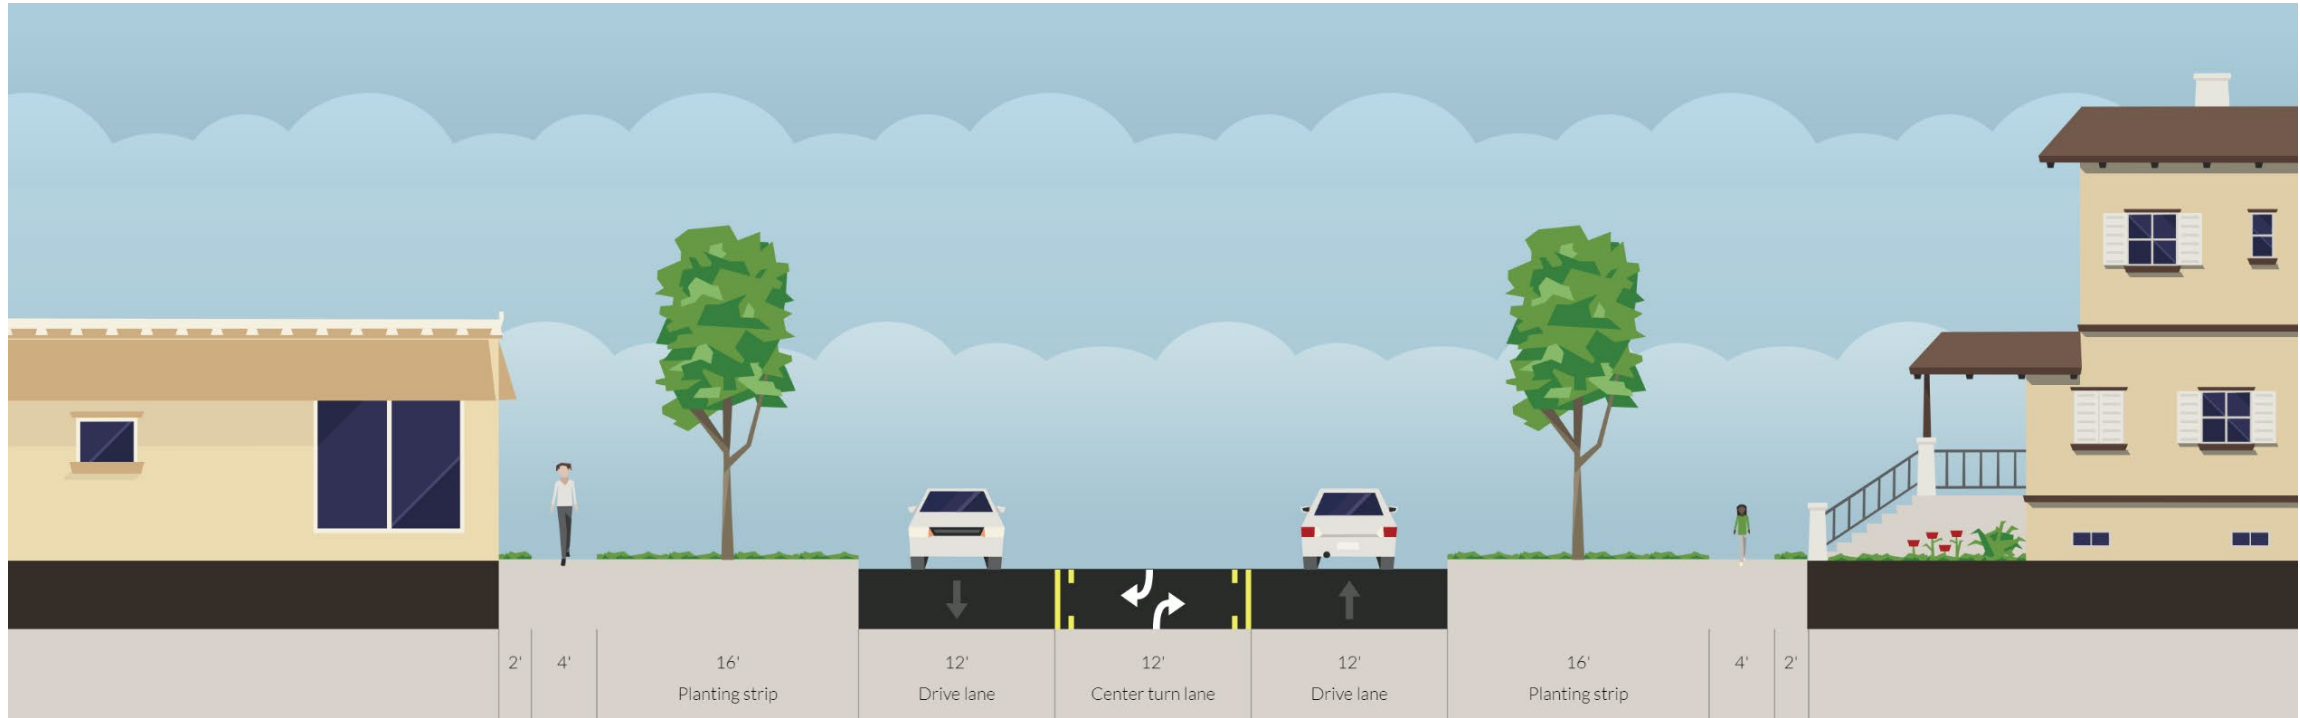 2'
4'
16'
Planting strip
12'
Drive lane
12'
Center turn lane
12'
Drive lane
16'
Planting strip
4'
2'